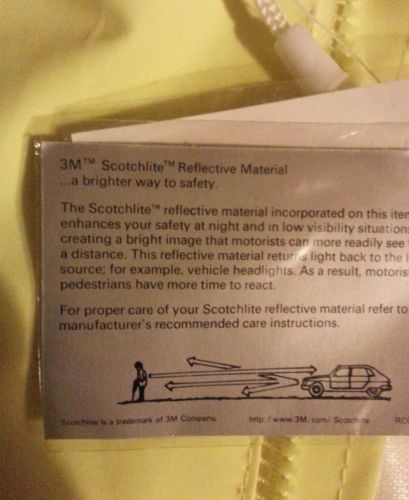 3M™ Scotchlite™ Reflective Material
...a brighter way to safety.
The Scotchlite™ reflective material incorporated on this item
enhances your safety at night and in low visibility situations
creating a bright image that motorists can more readily see
a distance. This reflective material returns light back to the
source; for example, vehicle headlights. As a result, motoris
pedestrians have more time to react.
For proper care of your Scotchlite reflective material refer to
manufacturer's recommended care instructions.
Scotchlite is a trademark of 3M Company. http://www.3M.com/Scotchlite